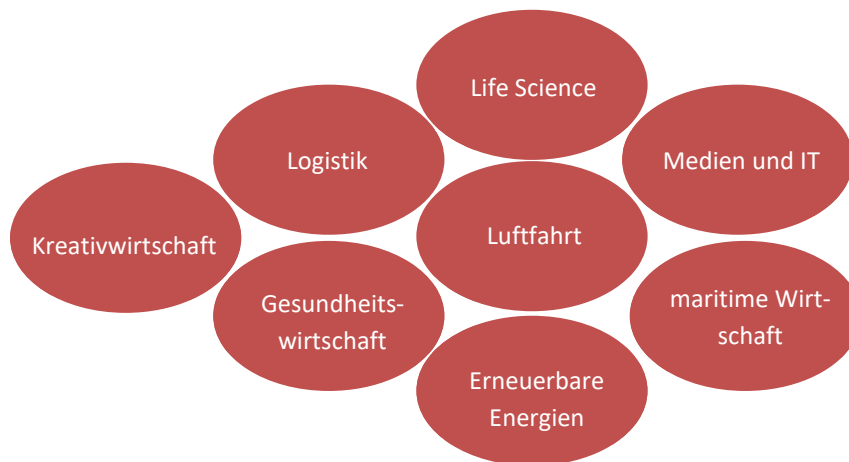 Life Science
Logistik
Medien und IT
Kreativwirtschaft
Luftfahrt
Gesundheits-
wirtschaft
maritime Wirt-
schaft
Erneuerbare
Energien